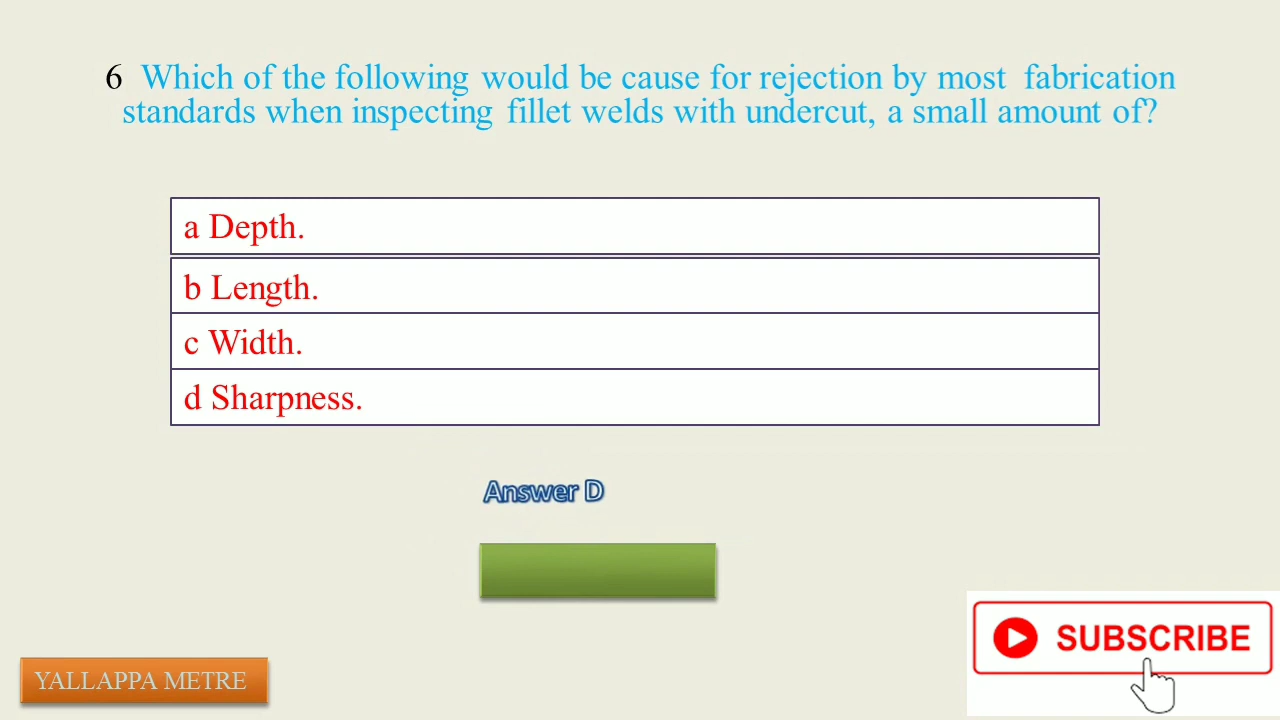 6 Which of the following would be cause for rejection by most fabrication
standards when inspecting fillet welds with undercut, a small amount of?
a Depth.
b Length.
c Width.
d Sharpness.
Answer D
SUBSCRIBE
YALLAPPA METRE